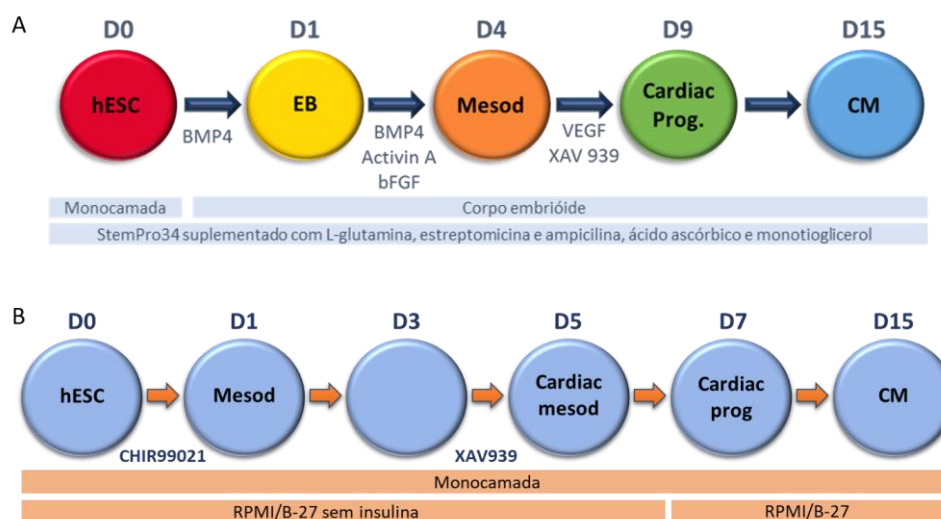 A
D0 D1 D4 D9 D15
hESC EB Mesod Cardiac Prog. CM
BMP4
BMP4
Activin A
bFGF
VEGF
XAV 939
Monocamada Corpo embrióide
StemPro34 suplementado com L-glutamina, estreptomicina e ampicilina, ácido ascórbico e monotioglicerol
B
D0 D1 D3 D5 D7 D15
hESC Mesod Cardiac mesod Cardiac prog CM
CHIR99021 XAV939
Monocamada
RPMI/B-27 sem insulina RPMI/B-27